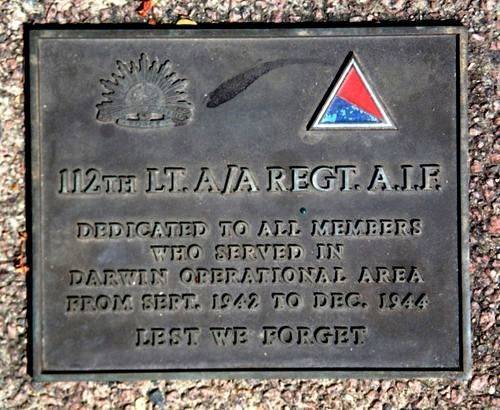 112TH LT. A/A REGT. A.I.F.
DEDICATED TO ALL MEMBERS
WHO SERVED IN
DARWIN OPERATIONAL AREA
FROM SEPT. 1942 TO DEC. 1944
LEST WE FORGET